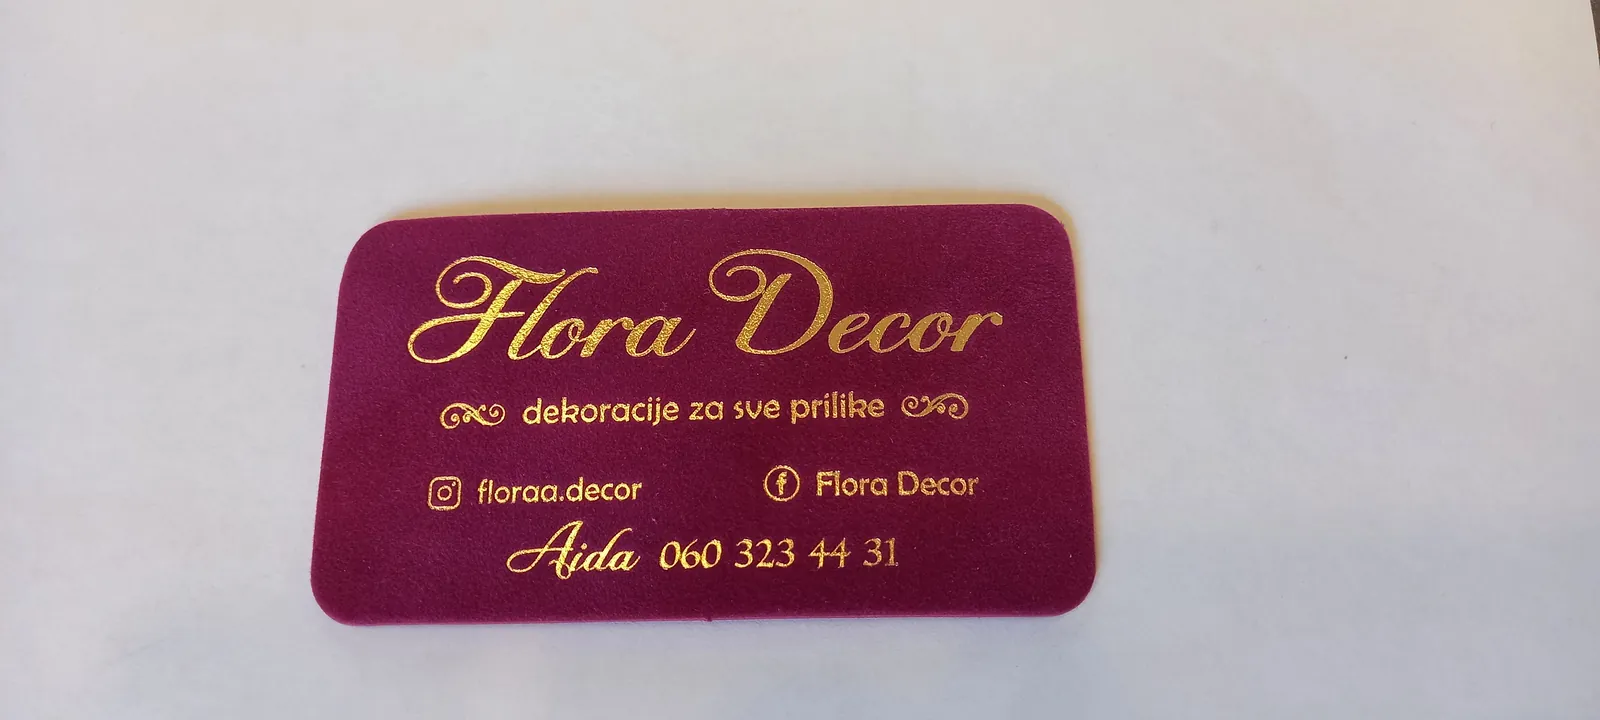 Flora Decor
dekoracije za sve prilike
floraa.decor
Flora Decor
Aida 060 323 44 31